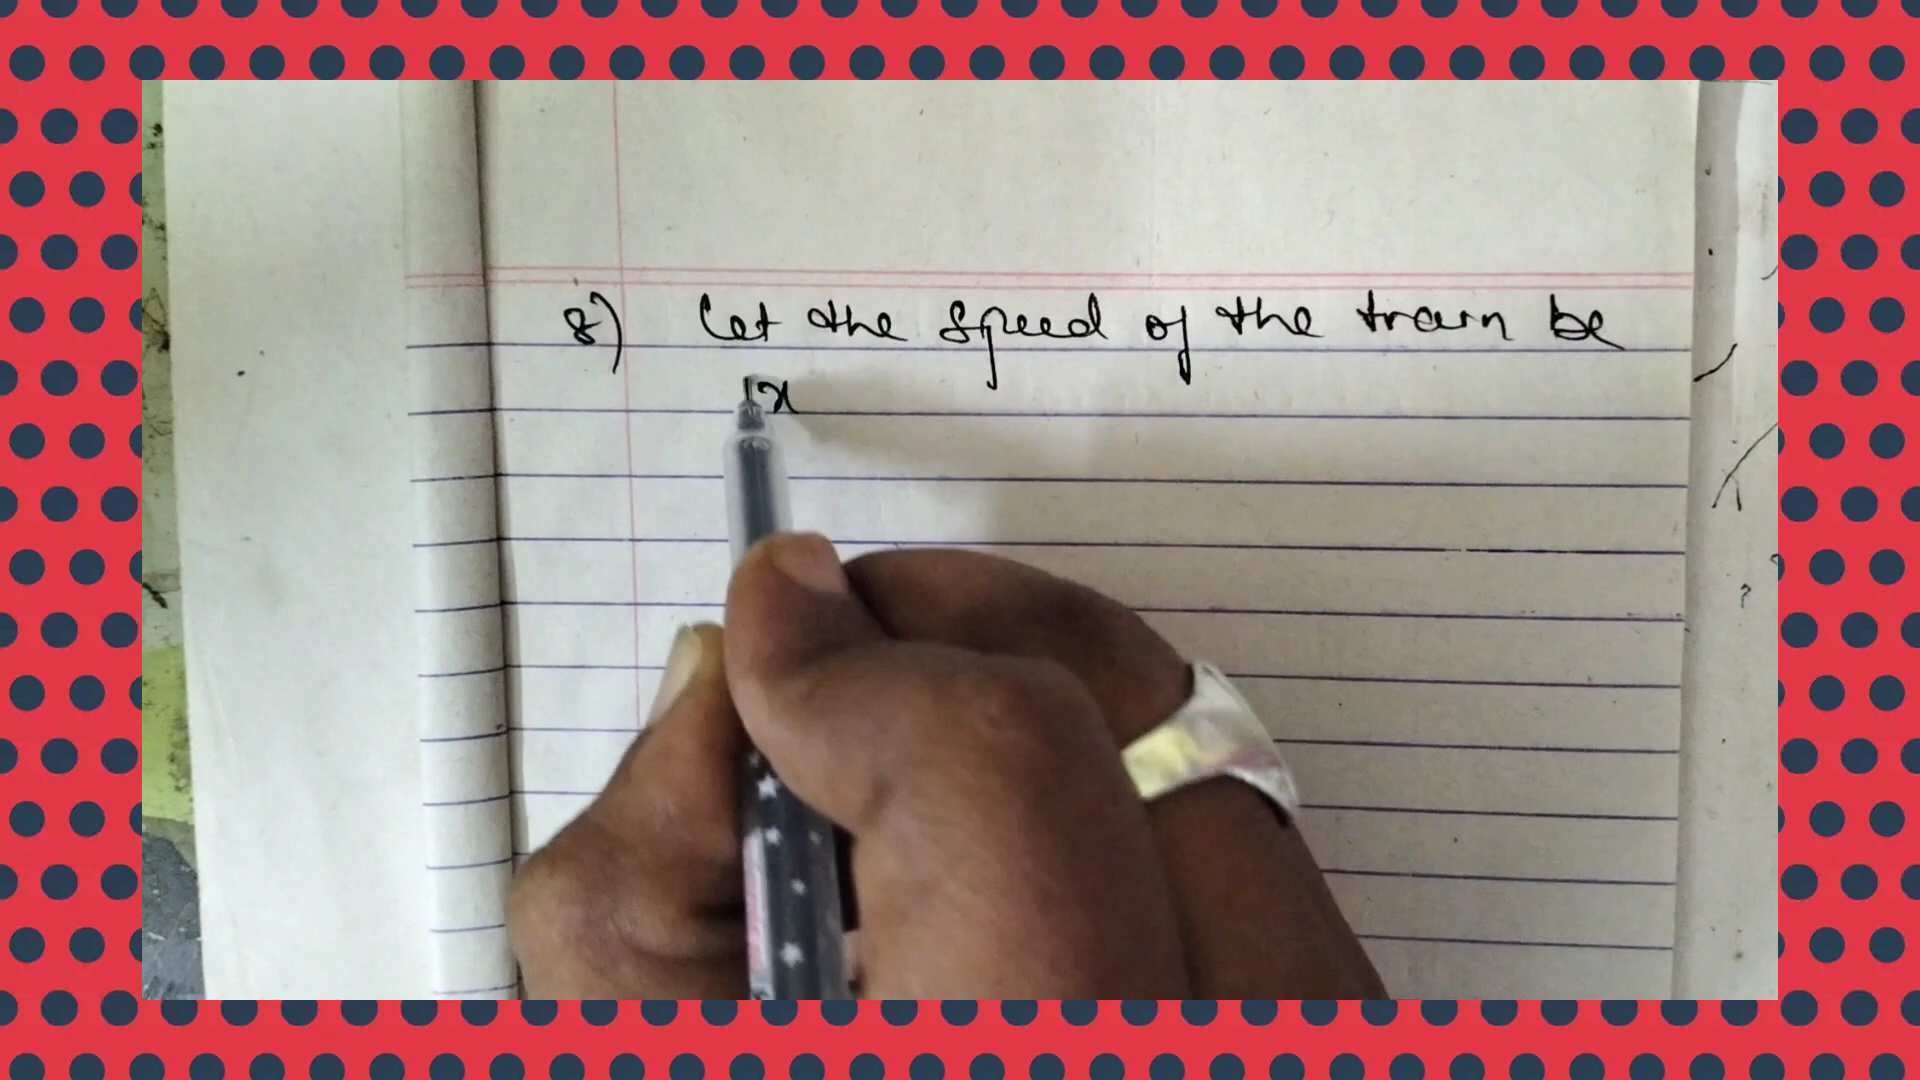 8) Let the speed of the train be
x